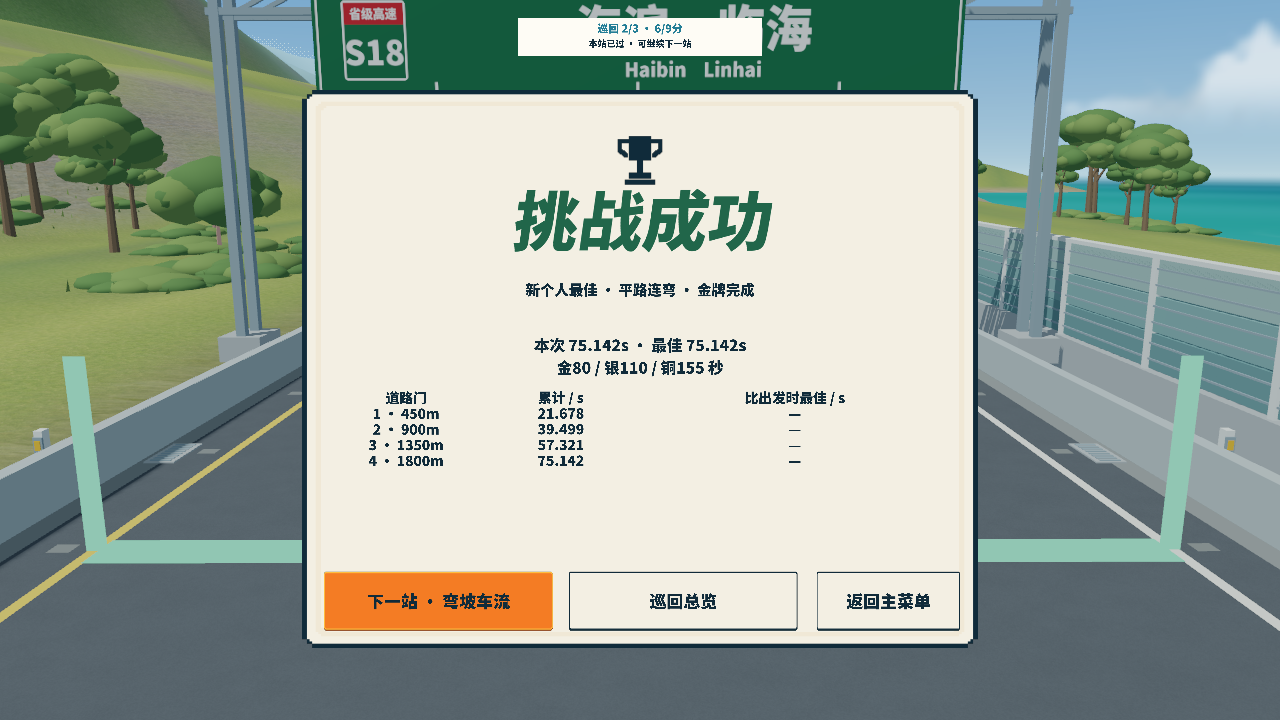 省级高速
S18
临海
Haibin Linhai
巡回 2/3 · 6/9分
本站已过 · 可继续下一站
挑战成功
新个人最佳 · 平路连弯 · 金牌完成
本次 75.142s · 最佳 75.142s
金80 / 银110 / 铜155 秒
道路门 累计 / s 比出发时最佳 / s
1 · 450m 21.678 —
2 · 900m 39.499 —
3 · 1350m 57.321 —
4 · 1800m 75.142 —
下一站 · 弯坡车流
巡回总览
返回主菜单